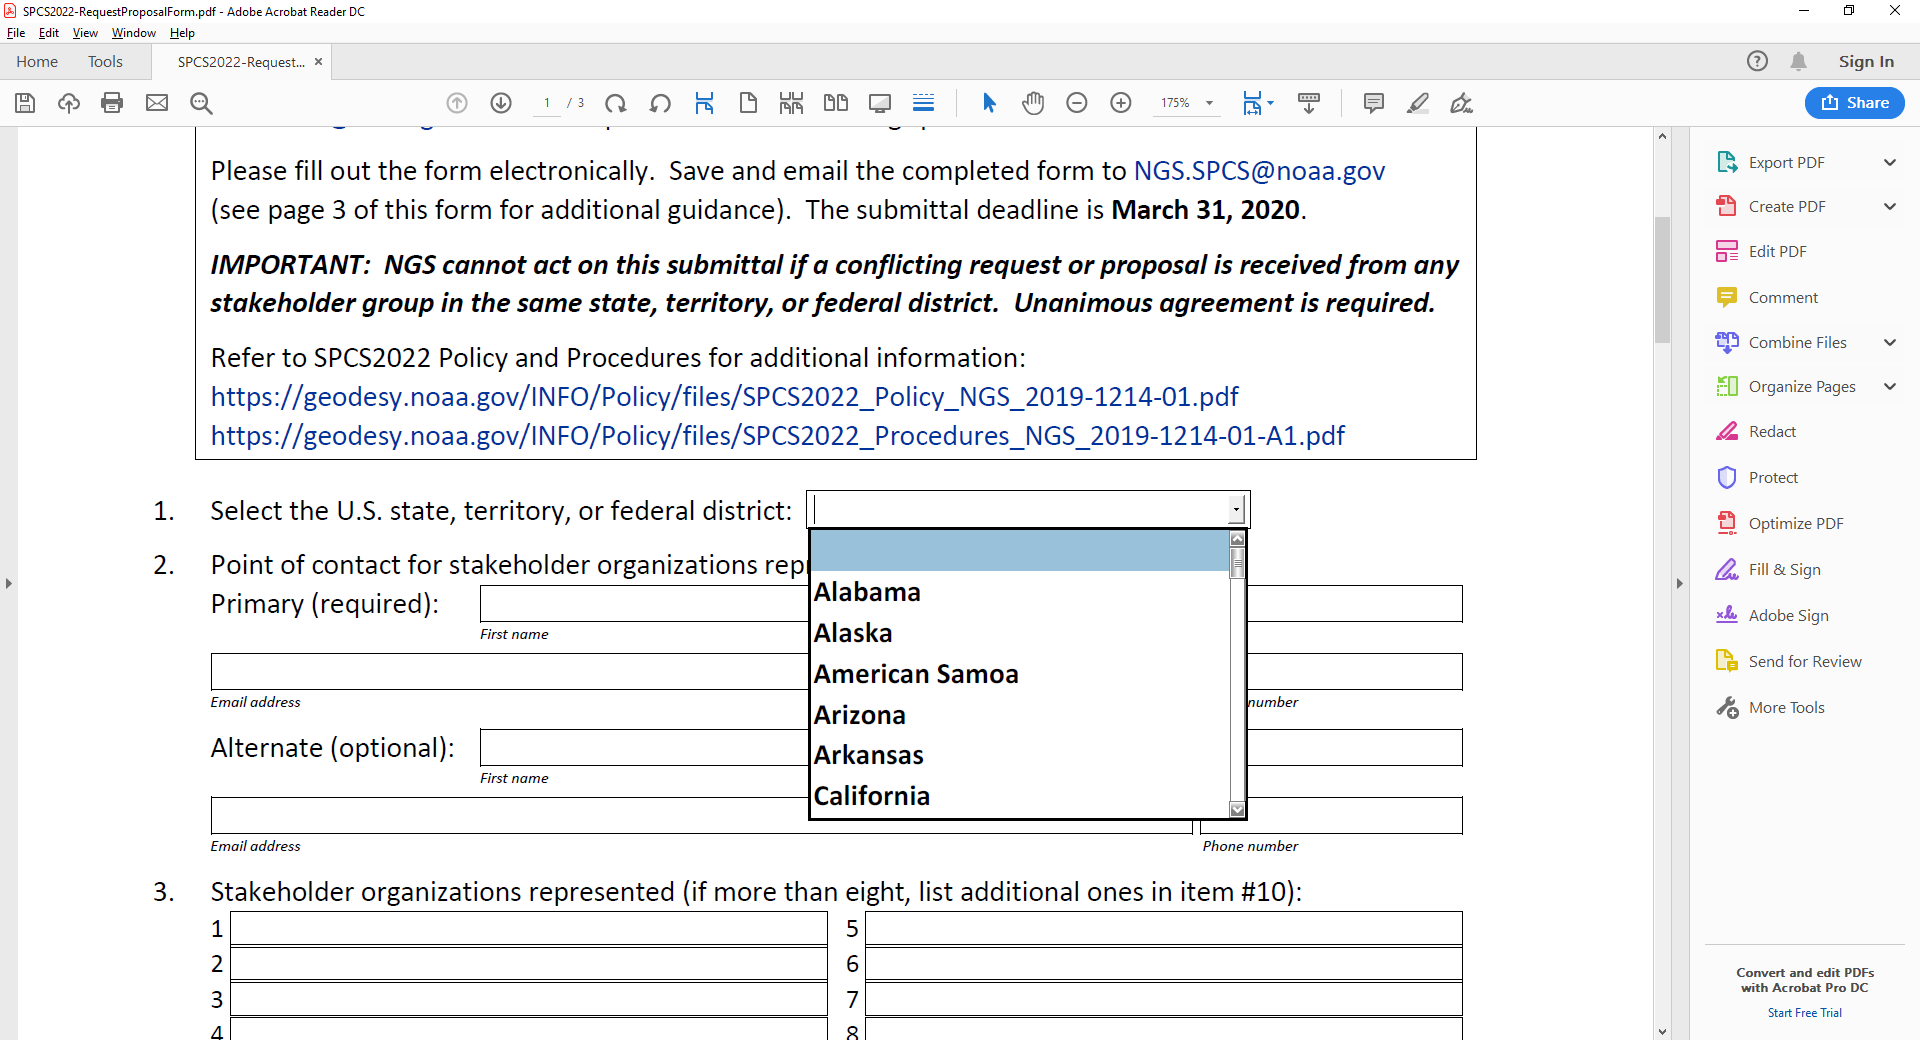 SPCS2022-RequestProposalForm.pdf - Adobe Acrobat Reader DC
File Edit View Window Help
Home Tools SPCS2022-Request... × Sign In
1 / 3 175% Share
Please fill out the form electronically. Save and email the completed form to NGS.SPCS@noaa.gov
(see page 3 of this form for additional guidance). The submittal deadline is March 31, 2020.
IMPORTANT: NGS cannot act on this submittal if a conflicting request or proposal is received from any
stakeholder group in the same state, territory, or federal district. Unanimous agreement is required.
Refer to SPCS2022 Policy and Procedures for additional information:
https://geodesy.noaa.gov/INFO/Policy/files/SPCS2022_Policy_NGS_2019-1214-01.pdf
https://geodesy.noaa.gov/INFO/Policy/files/SPCS2022_Procedures_NGS_2019-1214-01-A1.pdf
1. Select the U.S. state, territory, or federal district:
Alabama
Alaska
American Samoa
Arizona
Arkansas
California
2. Point of contact for stakeholder organizations
Primary (required):
First name
Email address number
Alternate (optional):
First name
Email address Phone number
3. Stakeholder organizations represented (if more than eight, list additional ones in item #10):
1 5
2 6
3 7
4 8
Export PDF
Create PDF
Edit PDF
Comment
Combine Files
Organize Pages
Redact
Protect
Optimize PDF
Fill & Sign
Adobe Sign
Send for Review
More Tools
Convert and edit PDFs
with Acrobat Pro DC
Start Free Trial